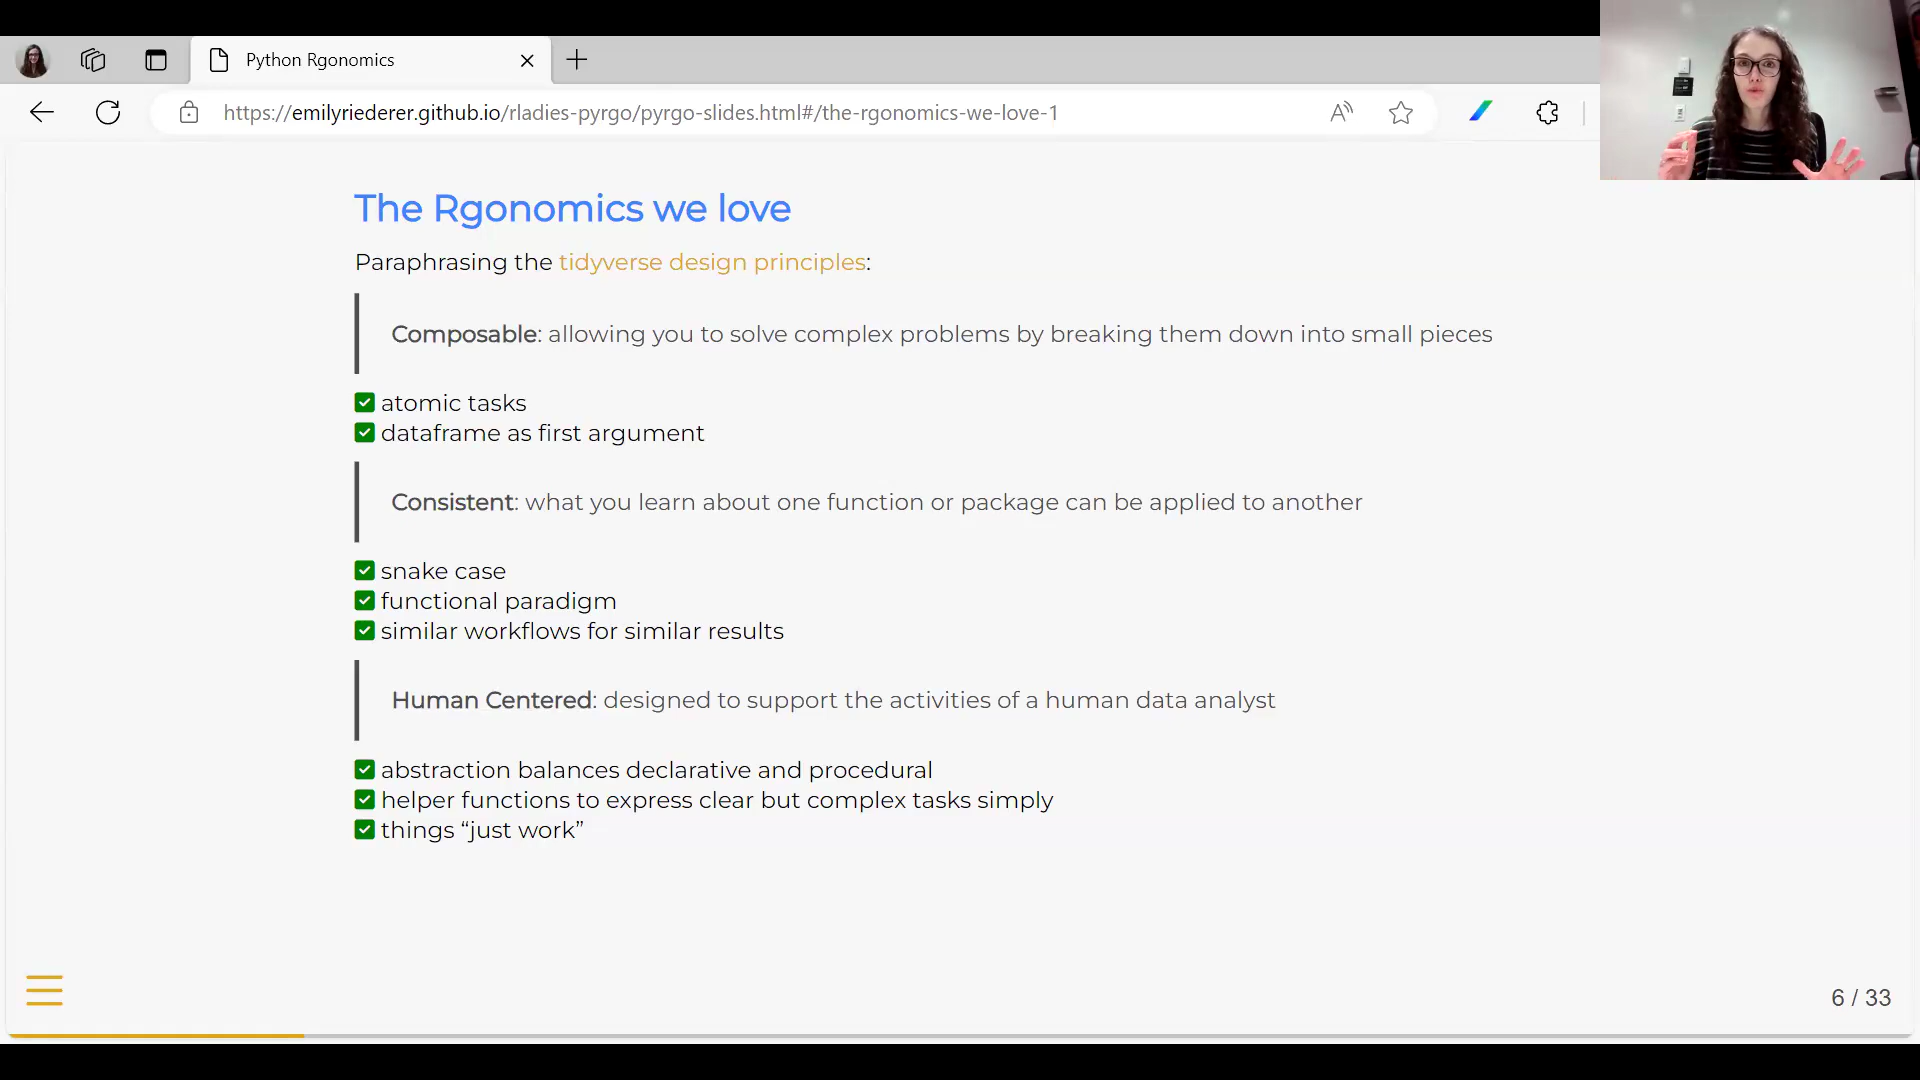 Python Rgonomics
https://emilyriederer.github.io/rladies-pyrgo/pyrgo-slides.html#/the-rgonomics-we-love-1
The Rgonomics we love
Paraphrasing the tidyverse design principles:
Composable: allowing you to solve complex problems by breaking them down into small pieces
atomic tasks
dataframe as first argument
Consistent: what you learn about one function or package can be applied to another
snake case
functional paradigm
similar workflows for similar results
Human Centered: designed to support the activities of a human data analyst
abstraction balances declarative and procedural
helper functions to express clear but complex tasks simply
things “just work”
6 / 33